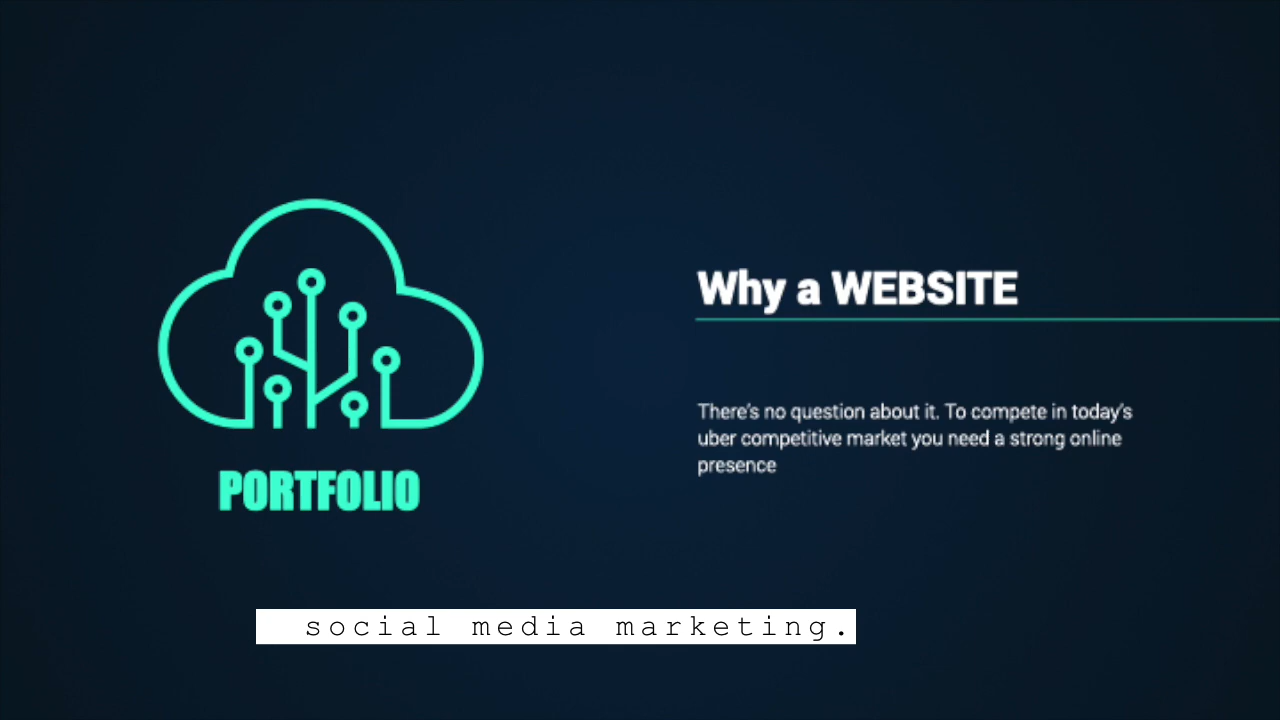 Why a WEBSITE
There's no question about it. To compete in today's
uber competitive market you need a strong online
presence
PORTFOLIO
social media marketing.